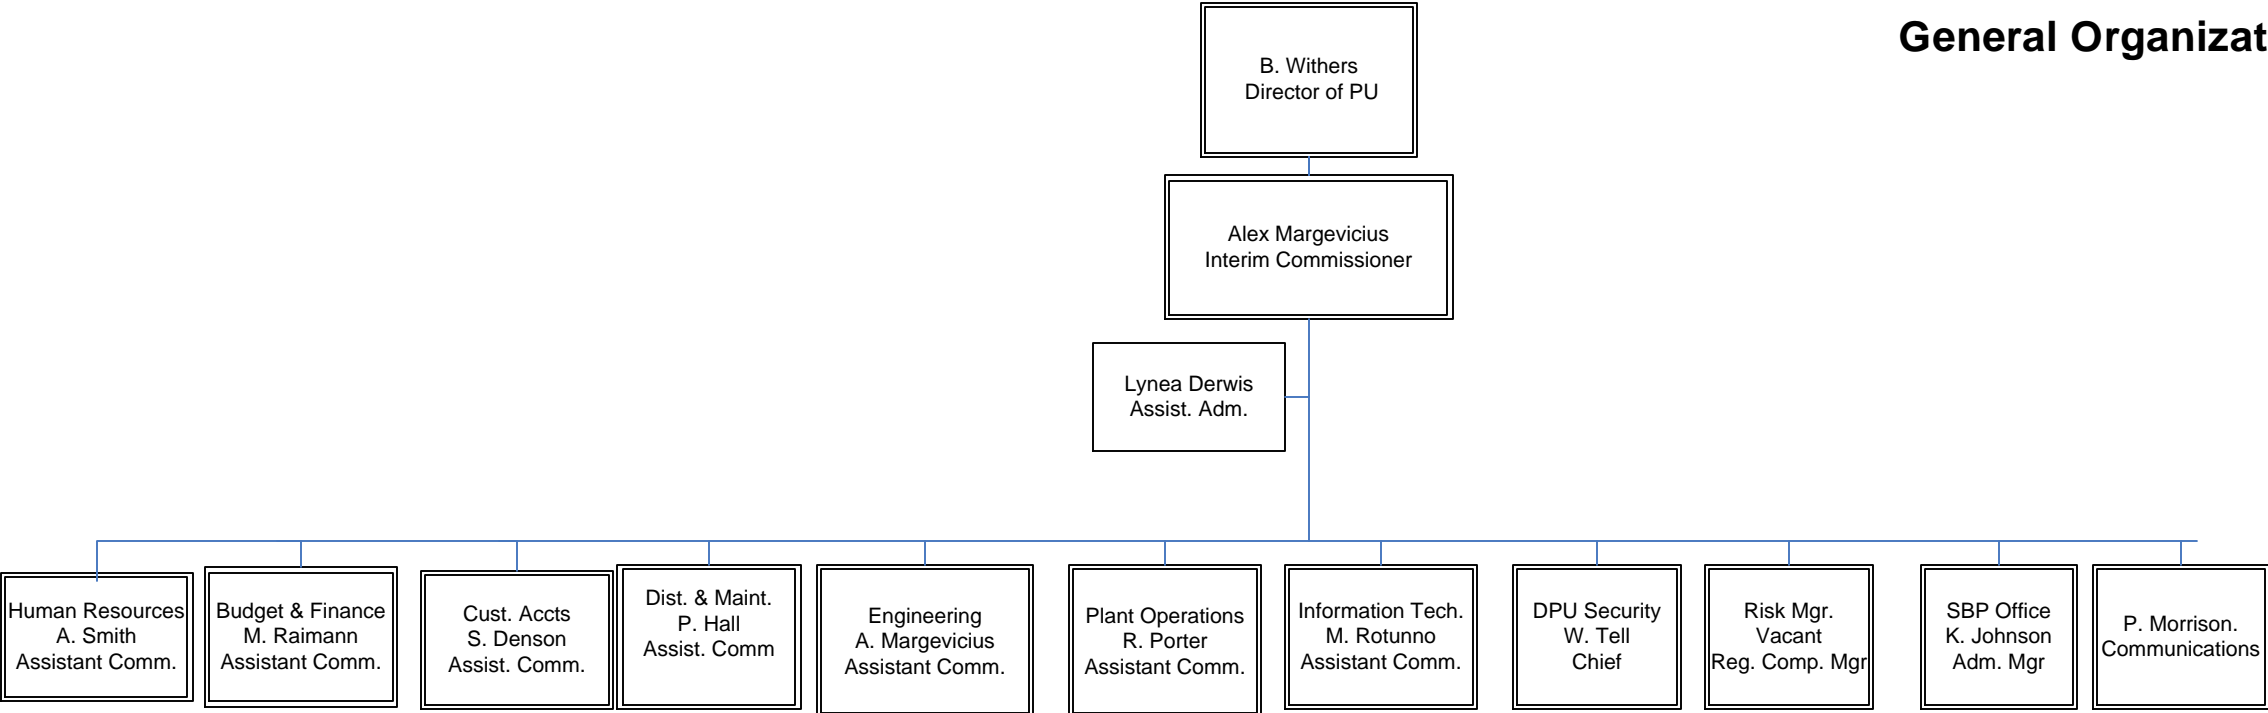 General Organizat
B. Withers
Director of PU
Alex Margevicius
Interim Commissioner
Lynea Derwis
Assist. Adm.
Human Resources
A. Smith
Assistant Comm.
Budget & Finance
M. Raimann
Assistant Comm.
Cust. Accts
S. Denson
Assist. Comm.
Dist. & Maint.
P. Hall
Assist. Comm
Engineering
A. Margevicius
Assistant Comm.
Plant Operations
R. Porter
Assistant Comm.
Information Tech.
M. Rotunno
Assistant Comm.
DPU Security
W. Tell
Chief
Risk Mgr.
Vacant
Reg. Comp. Mgr
SBP Office
K. Johnson
Adm. Mgr
P. Morrison.
Communications